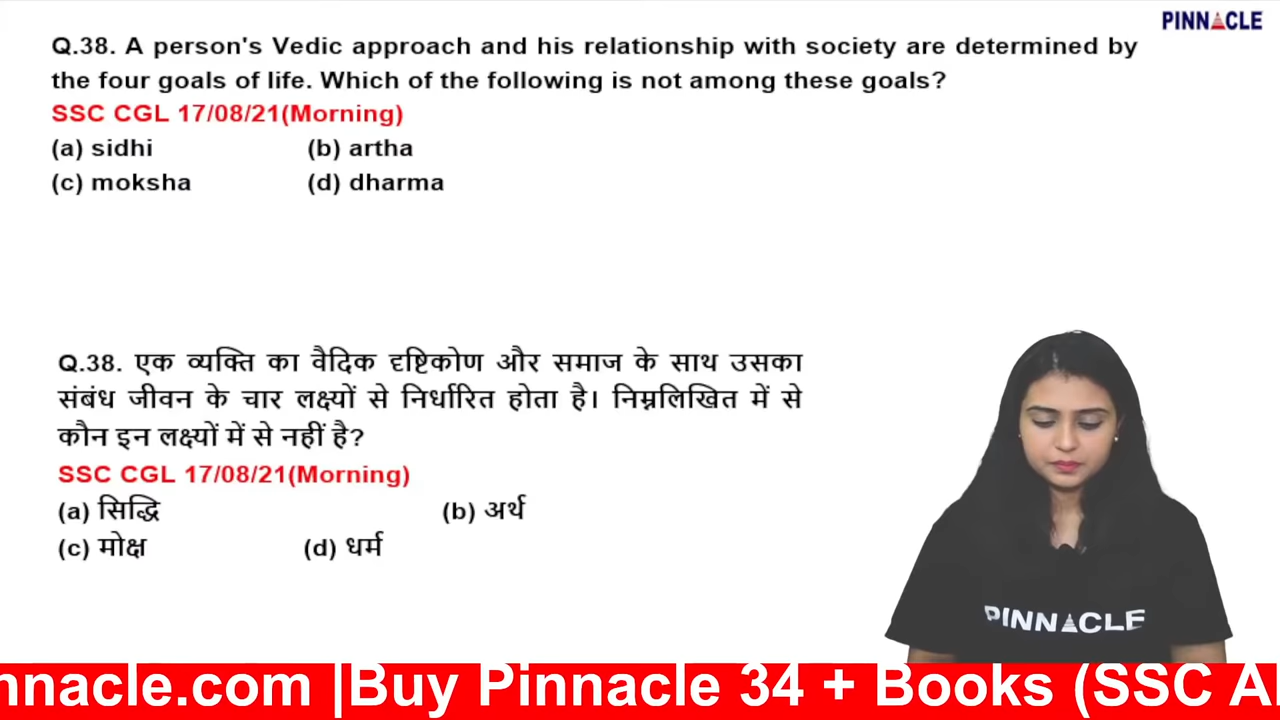 PINNACLE
Q.38. A person's Vedic approach and his relationship with society are determined by
the four goals of life. Which of the following is not among these goals?
SSC CGL 17/08/21(Morning)
(a) sidhi (b) artha
(c) moksha (d) dharma
Q.38. एक व्यक्ति का वैदिक दृष्टिकोण और समाज के साथ उसका
संबंध जीवन के चार लक्ष्यों से निर्धारित होता है। निम्नलिखित में से
कौन इन लक्ष्यों में से नहीं है?
SSC CGL 17/08/21(Morning)
(a) सिद्धि (b) अर्थ
(c) मोक्ष (d) धर्म
PINNACLE
nnacle.com |Buy Pinnacle 34 + Books (SSC A.